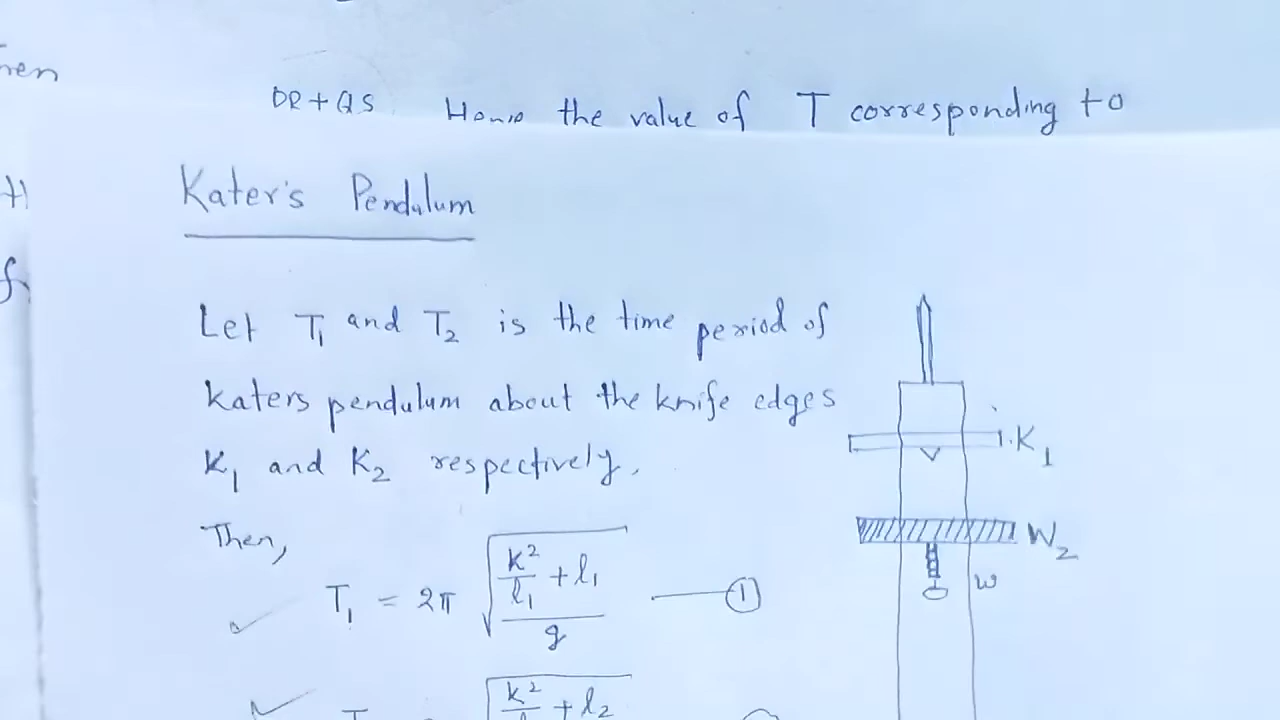 DR + QS Hence the value of T corresponding to
Kater's Pendulum
Let T₁ and T₂ is the time period of
Katers pendulum about the knife edges
K₁ and K₂ respectively.
Then,
T₁ = 2π √((k²/l₁ + l₁)/g) —— ①
k² + l₂
K₁
W₂
w